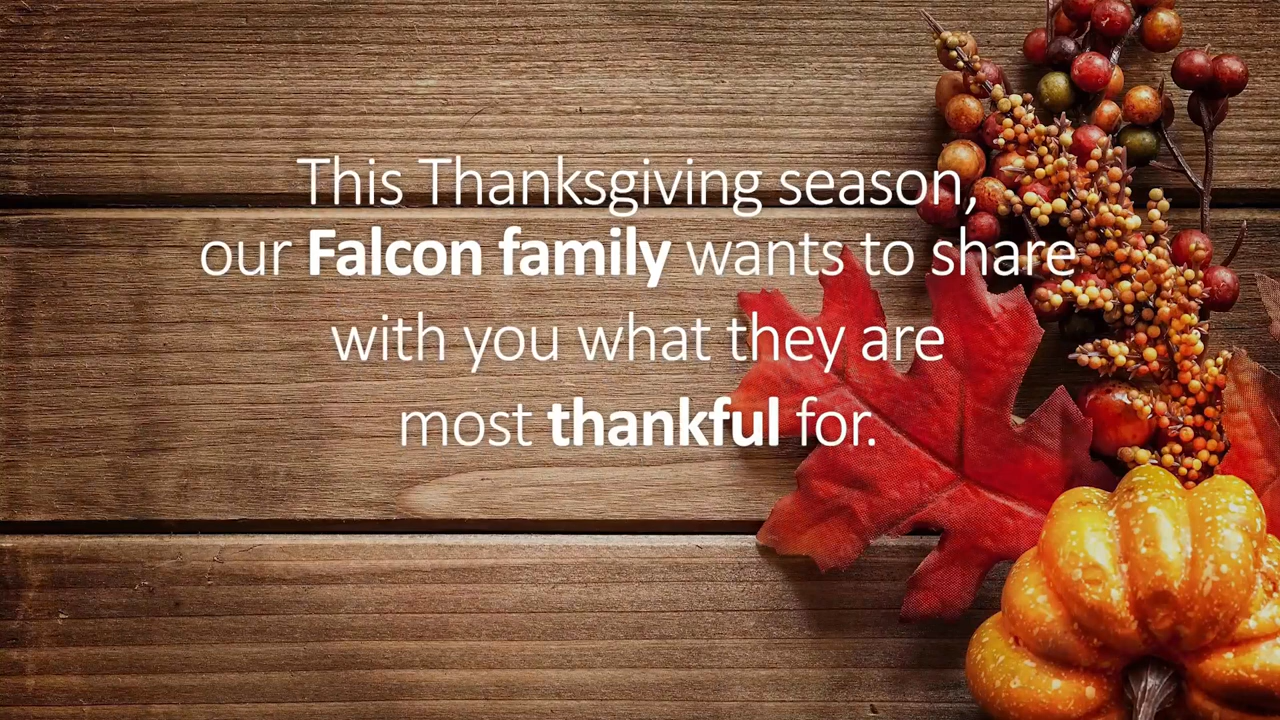 This Thanksgiving season,
our Falcon family wants to share
with you what they are
most thankful for.